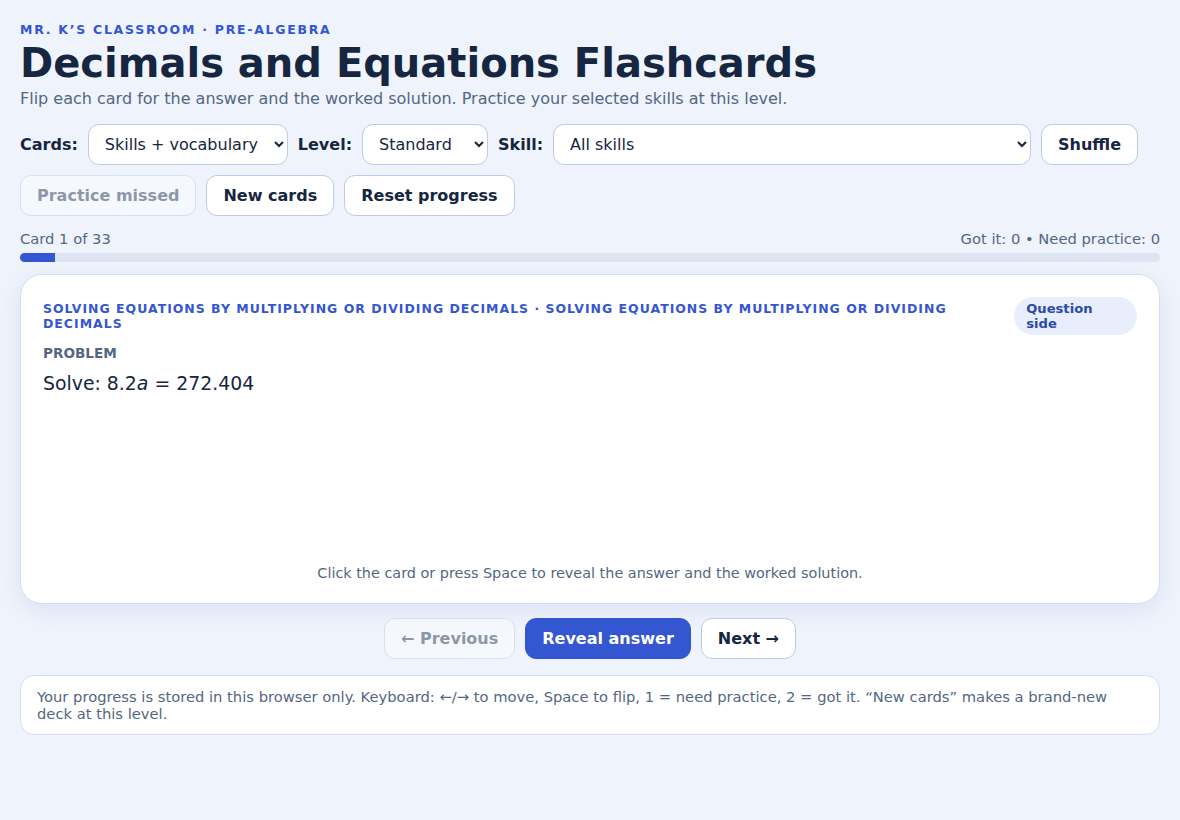 MR. K’S CLASSROOM · PRE-ALGEBRA
Decimals and Equations Flashcards
Flip each card for the answer and the worked solution. Practice your selected skills at this level.
Cards: Skills + vocabulary Level: Standard Skill: All skills Shuffle
Practice missed New cards Reset progress
Card 1 of 33 Got it: 0 • Need practice: 0
SOLVING EQUATIONS BY MULTIPLYING OR DIVIDING DECIMALS · SOLVING EQUATIONS BY MULTIPLYING OR DIVIDING
DECIMALS
Question
side
PROBLEM
Solve: 8.2a = 272.404
Click the card or press Space to reveal the answer and the worked solution.
← Previous Reveal answer Next →
Your progress is stored in this browser only. Keyboard: ←/→ to move, Space to flip, 1 = need practice, 2 = got it. “New cards” makes a brand-new
deck at this level.